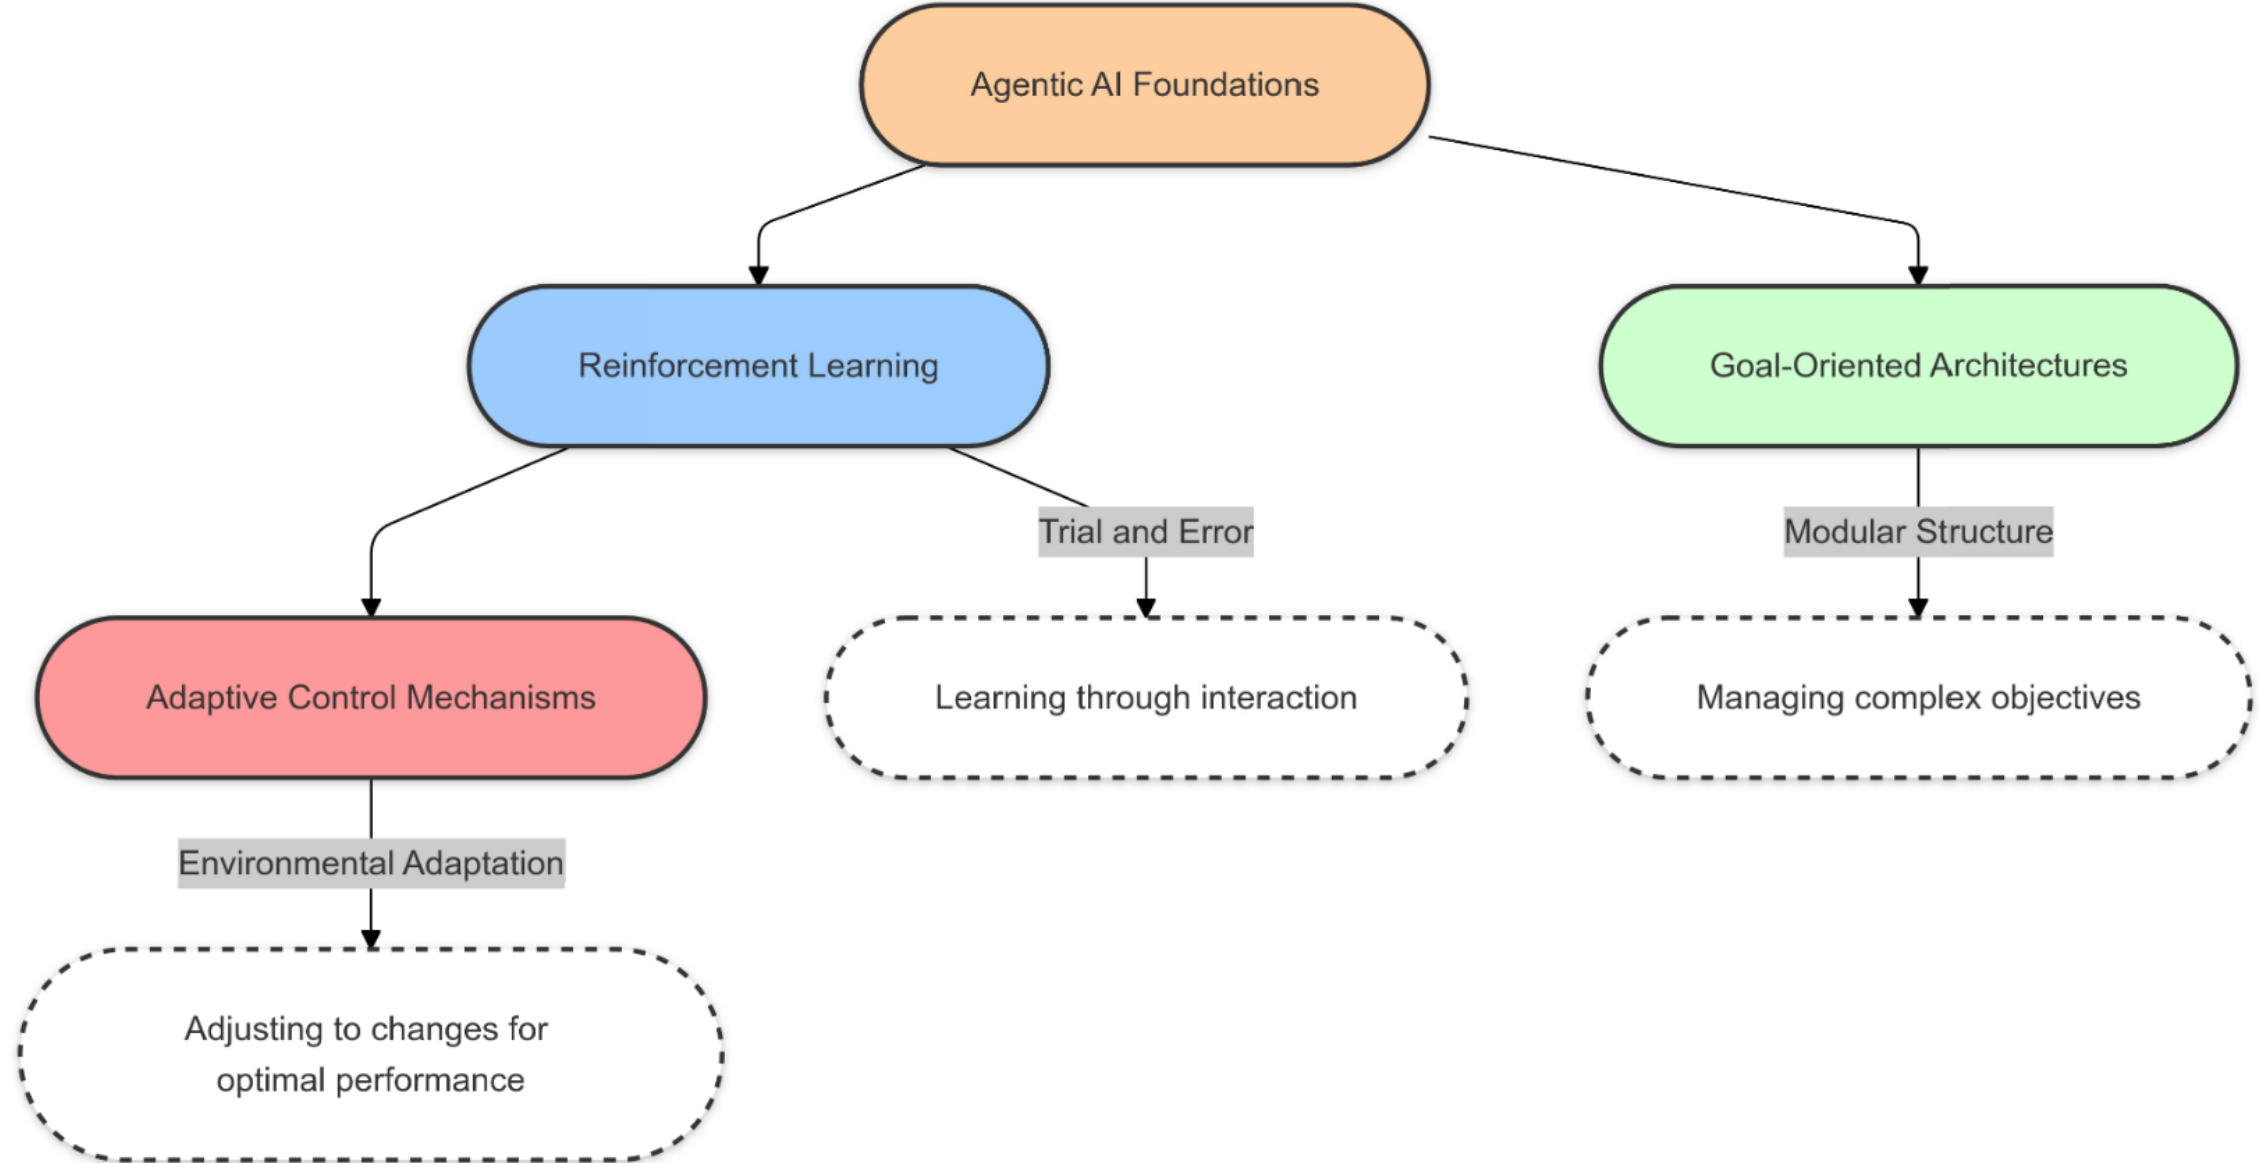 Agentic AI Foundations
Reinforcement Learning
Goal-Oriented Architectures
Trial and Error
Modular Structure
Adaptive Control Mechanisms
Learning through interaction
Managing complex objectives
Environmental Adaptation
Adjusting to changes for
optimal performance